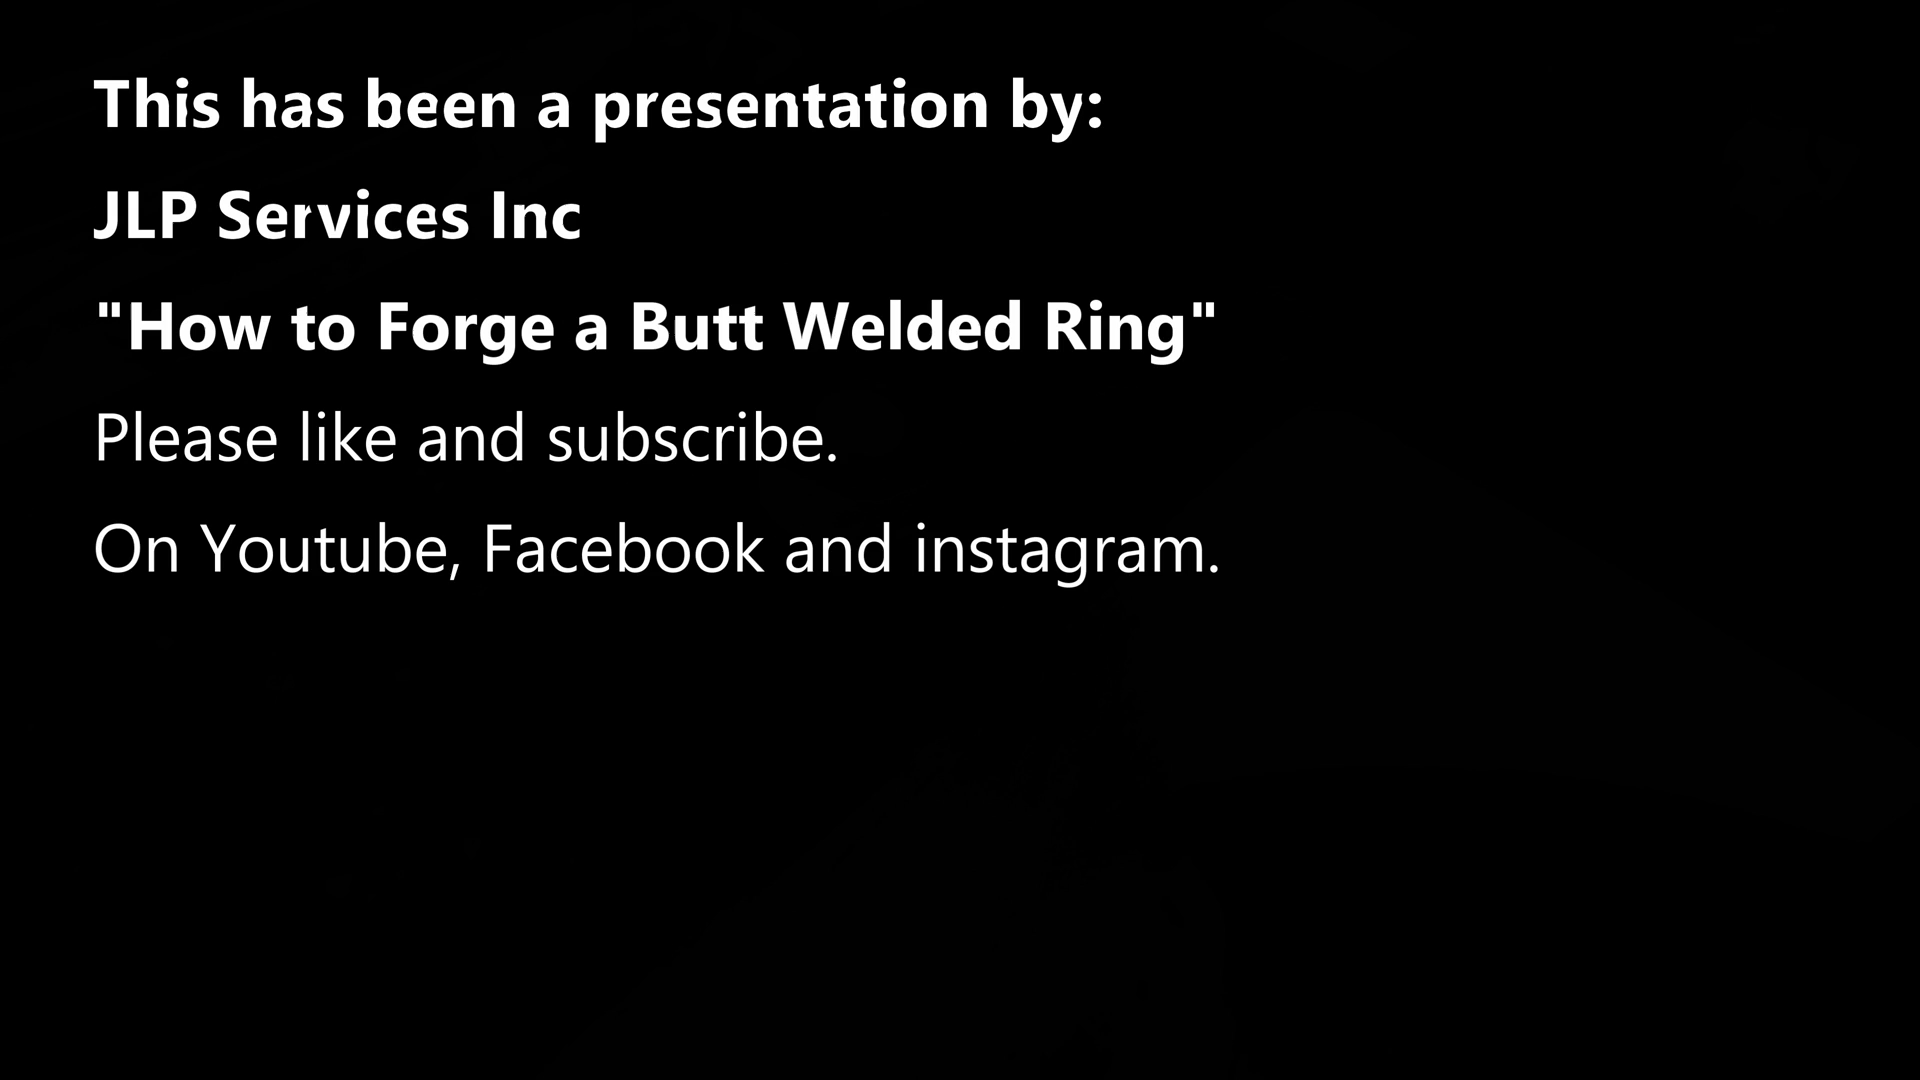 This has been a presentation by:
JLP Services Inc
"How to Forge a Butt Welded Ring"
Please like and subscribe.
On Youtube, Facebook and instagram.